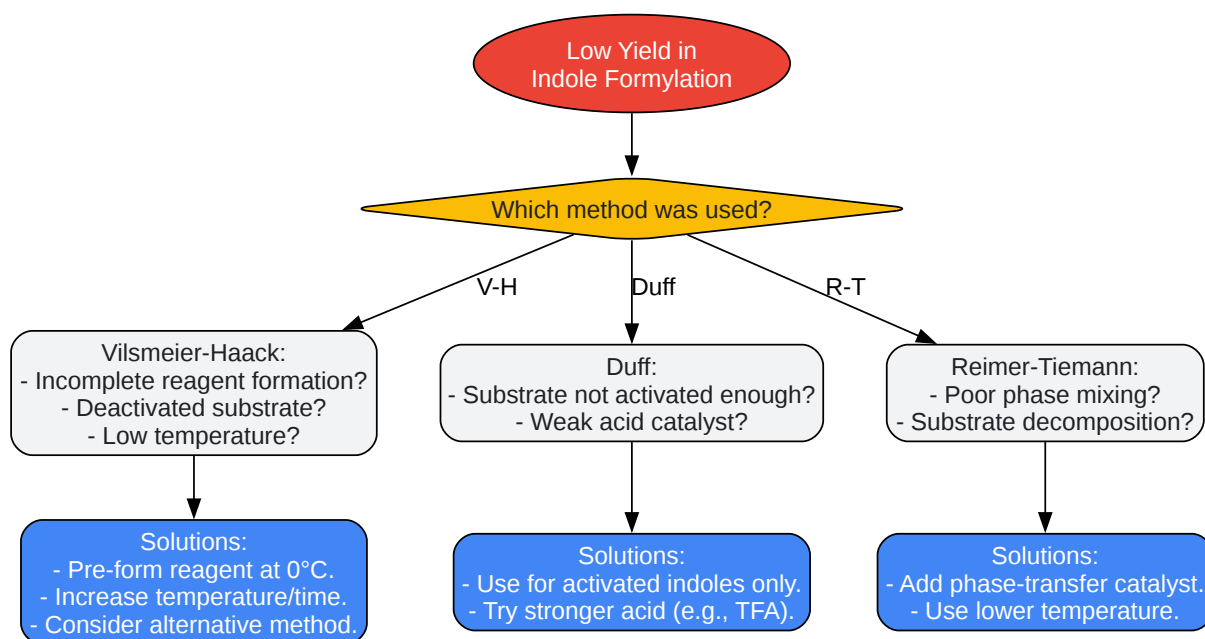 Low Yield in
Indole Formylation
Which method was used?
V-H
Duff
R-T
Vilsmeier-Haack:
- Incomplete reagent formation?
- Deactivated substrate?
- Low temperature?
Duff:
- Substrate not activated enough?
- Weak acid catalyst?
Reimer-Tiemann:
- Poor phase mixing?
- Substrate decomposition?
Solutions:
- Pre-form reagent at 0°C.
- Increase temperature/time.
- Consider alternative method.
Solutions:
- Use for activated indoles only.
- Try stronger acid (e.g., TFA).
Solutions:
- Add phase-transfer catalyst.
- Use lower temperature.